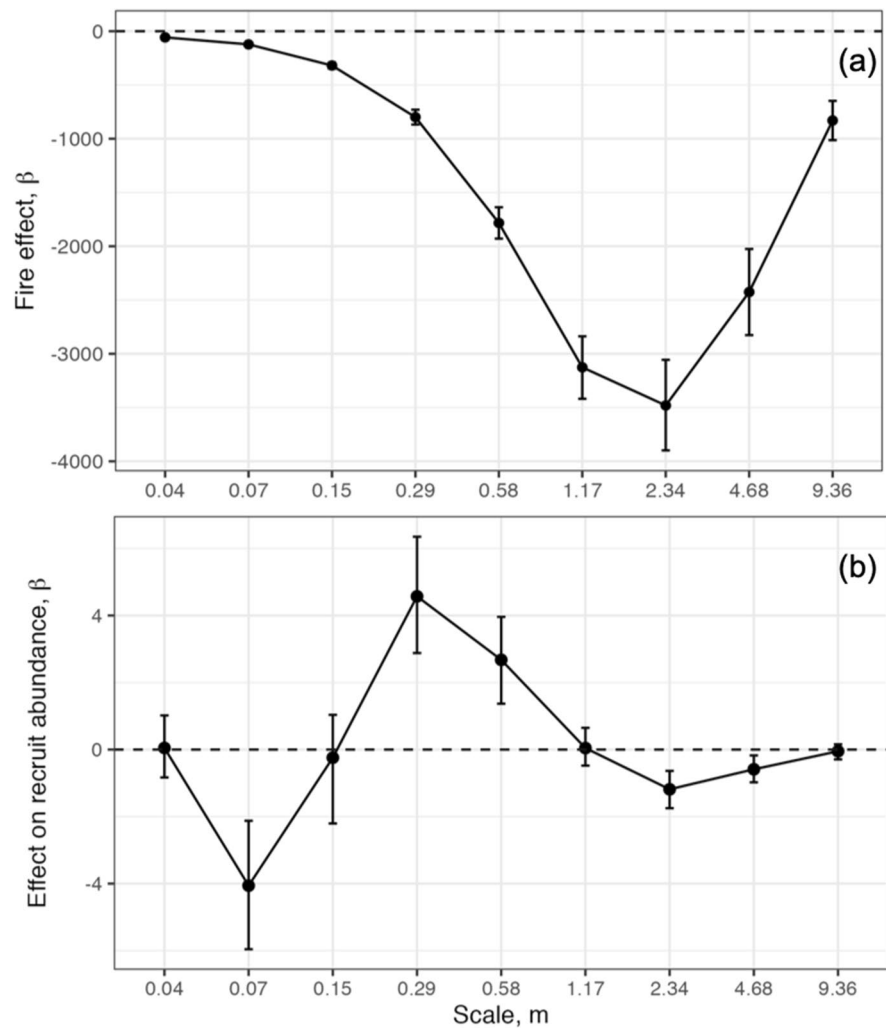 0
(a)
-1000
-2000
-3000
-4000
Fire effect, β
0.04 0.07 0.15 0.29 0.58 1.17 2.34 4.68 9.36
(b)
4
0
-4
Effect on recruit abundance, β
0.04 0.07 0.15 0.29 0.58 1.17 2.34 4.68 9.36
Scale, m